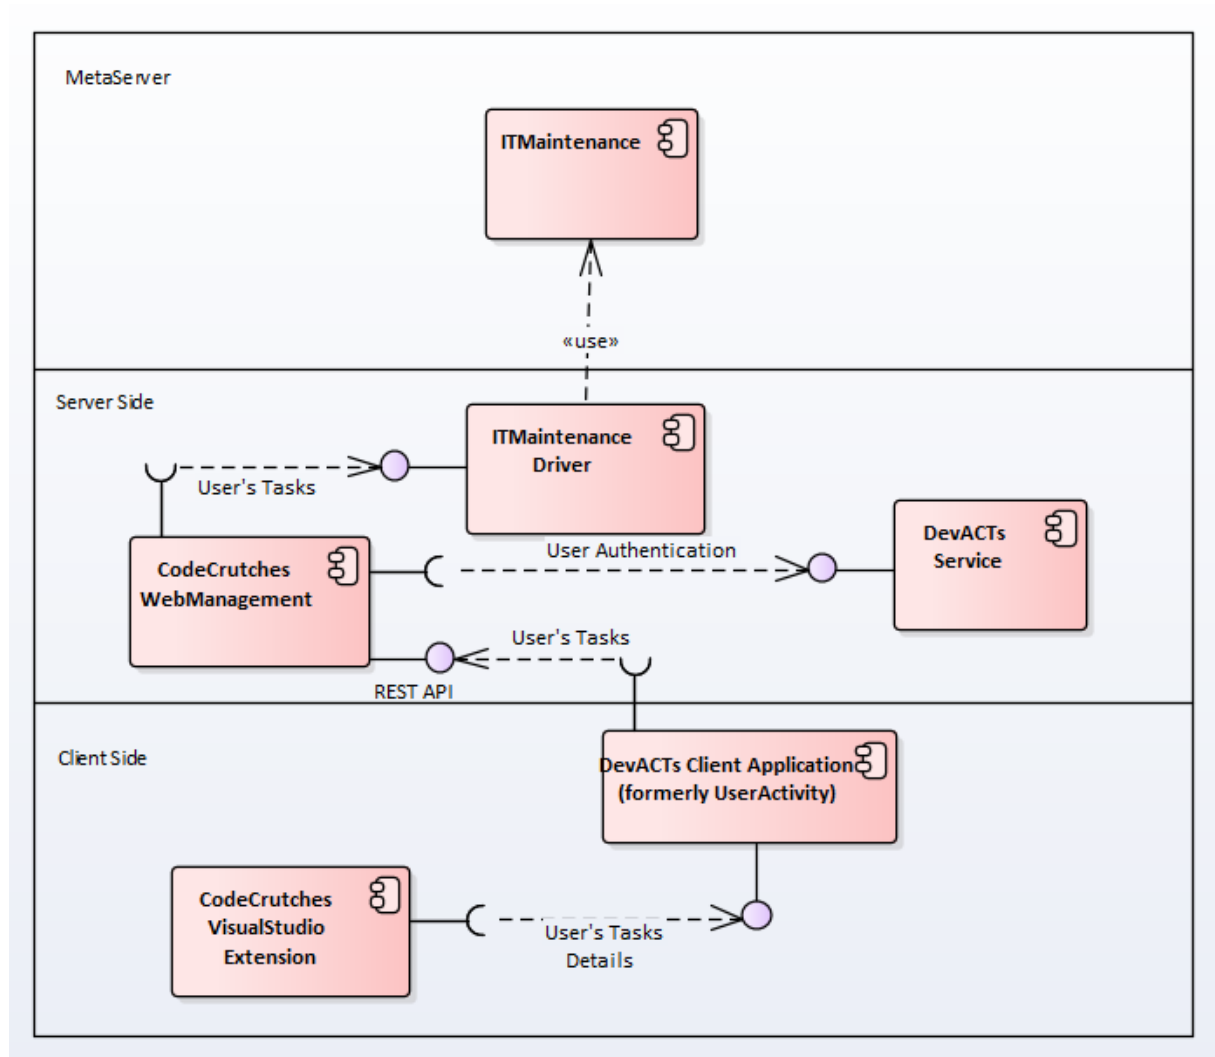 MetaServer
ITMaintenance
«use»
Server Side
ITMaintenance
Driver
User's Tasks
DevACTs
Service
User Authentication
CodeCrutches
WebManagement
User's Tasks
REST API
Client Side
DevACTs Client Application
(formerly UserActivity)
CodeCrutches
VisualStudio
Extension
User's Tasks
Details